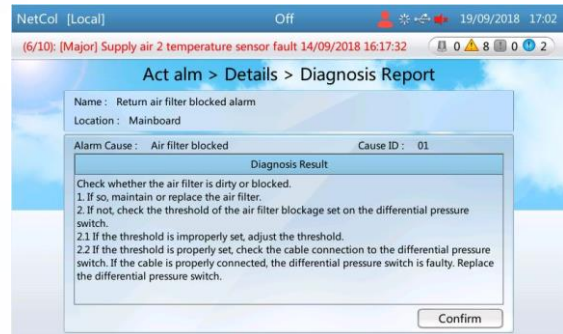 NetCol [Local] Off 19/09/2018 17:02
(6/10): [Major] Supply air 2 temperature sensor fault 14/09/2018 16:17:32 0 8 0 2
Act alm > Details > Diagnosis Report
Name : Return air filter blocked alarm
Location : Mainboard
Alarm Cause : Air filter blocked Cause ID : 01
Diagnosis Result
Check whether the air filter is dirty or blocked.
1. If so, maintain or replace the air filter.
2. If not, check the threshold of the air filter blockage set on the differential pressure
switch.
2.1 If the threshold is improperly set, adjust the threshold.
2.2 If the threshold is properly set, check the cable connection to the differential pressure
switch. If the cable is properly connected, the differential pressure switch is faulty. Replace
the differential pressure switch.
Confirm